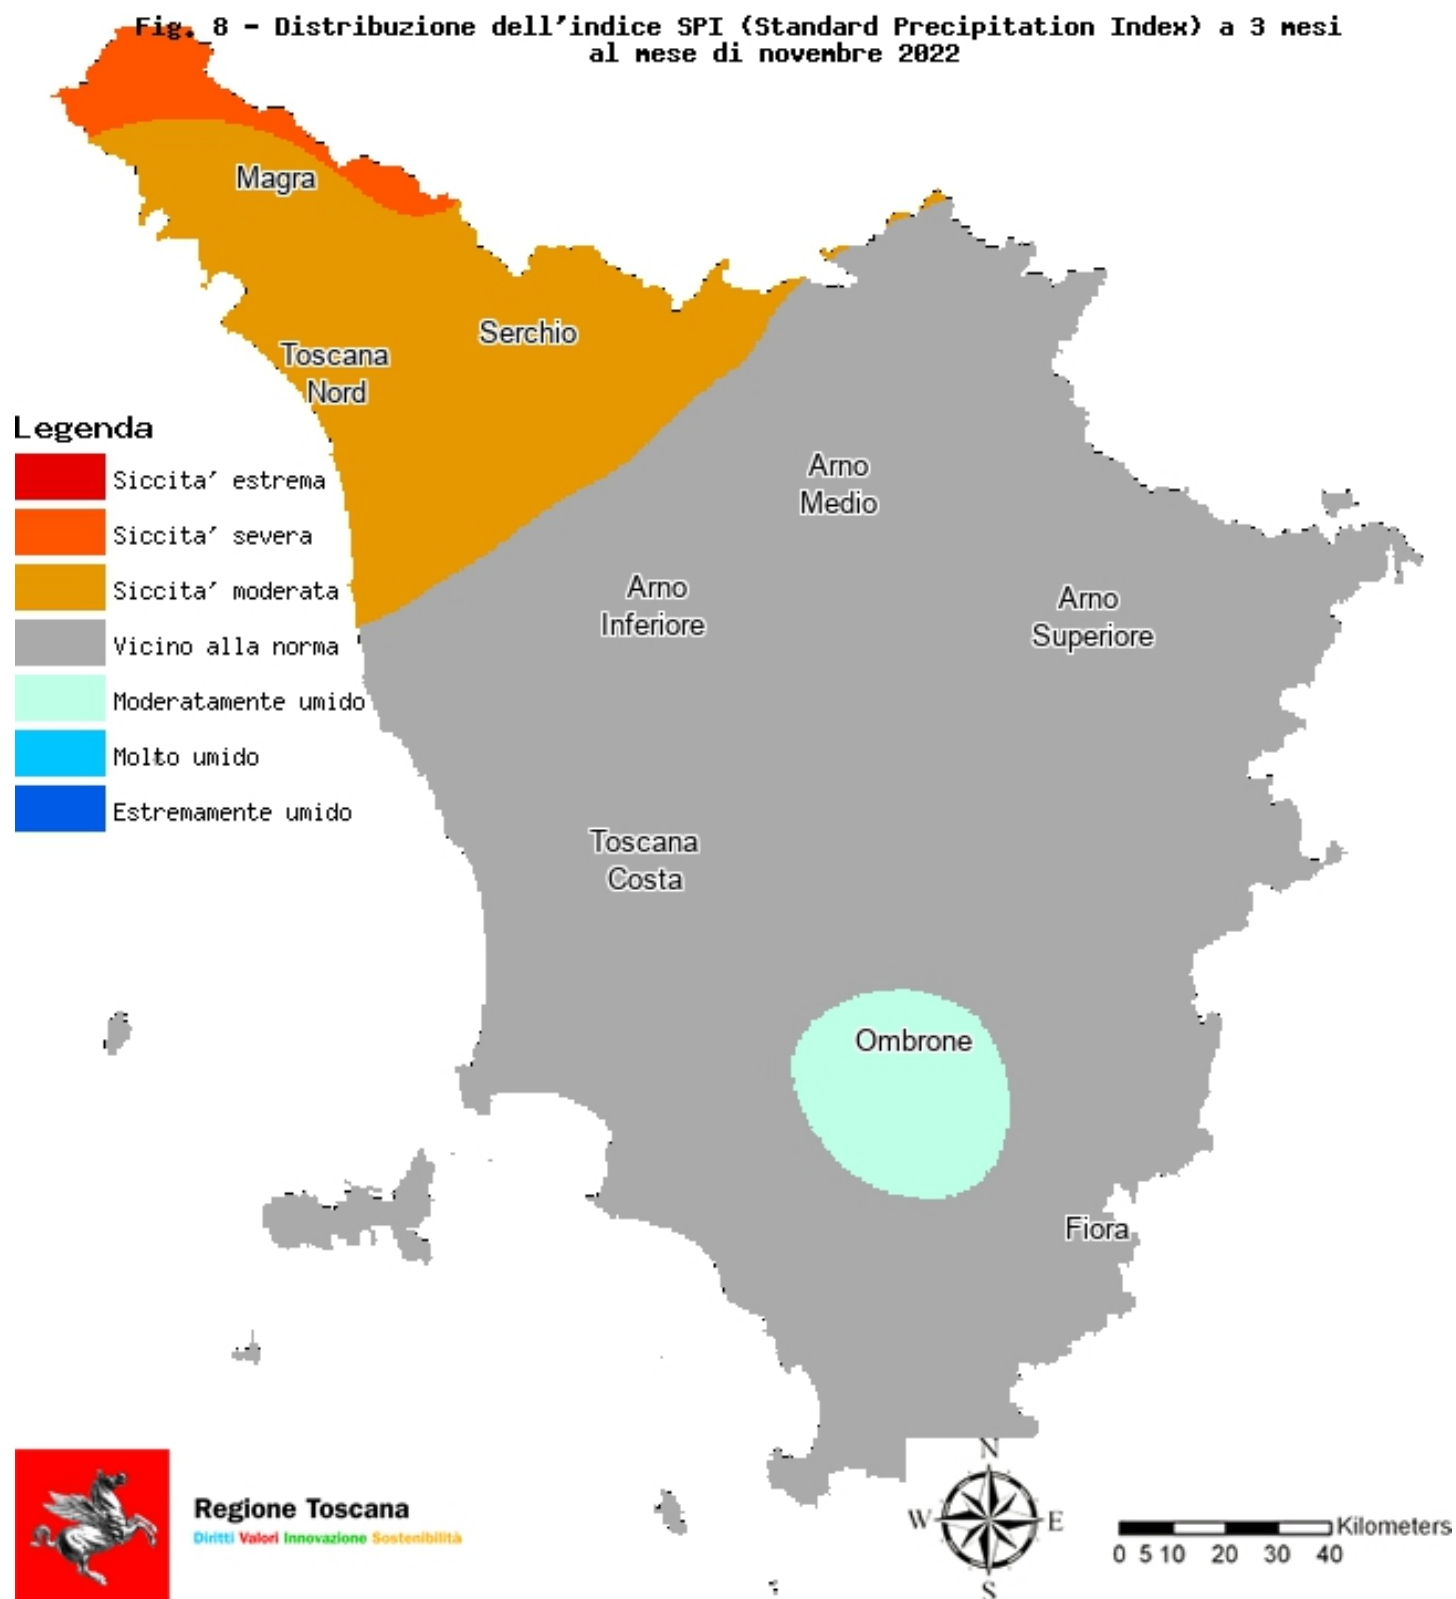 Fig. 8 - Distribuzione dell'indice SPI (Standard Precipitation Index) a 3 mesi
al mese di novembre 2022
Magra
Serchio
Toscana
Nord
Legenda
Siccita' estrema
Siccita' severa
Siccita' moderata
Vicino alla norma
Moderatamente umido
Molto umido
Estremamente umido
Arno
Medio
Arno
Inferiore
Arno
Superiore
Toscana
Costa
Ombrone
Fiora
Regione Toscana
Diritti Valori Innovazione Sostenibilità
N
W E
S
Kilometers
0 5 10 20 30 40